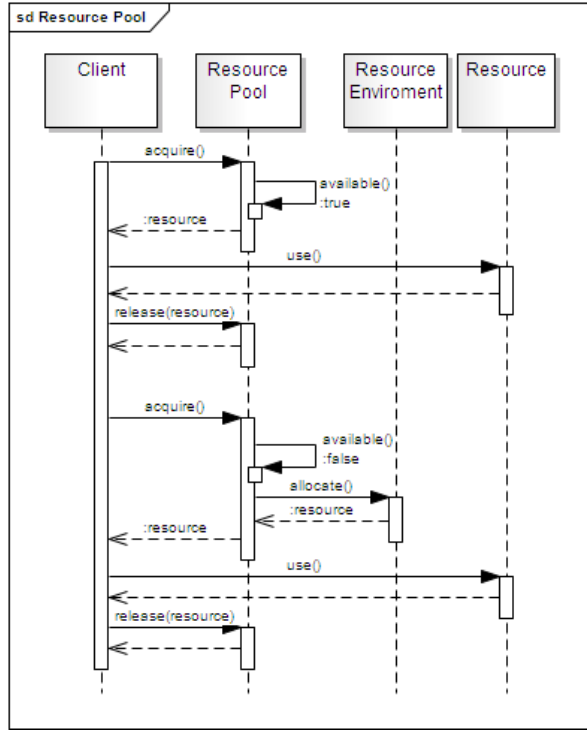 sd Resource Pool
Client
Resource
Pool
Resource
Enviroment
Resource
acquire()
available()
:true
:resource
use()
release(resource)
acquire()
available()
:false
allocate()
:resource
:resource
use()
release(resource)